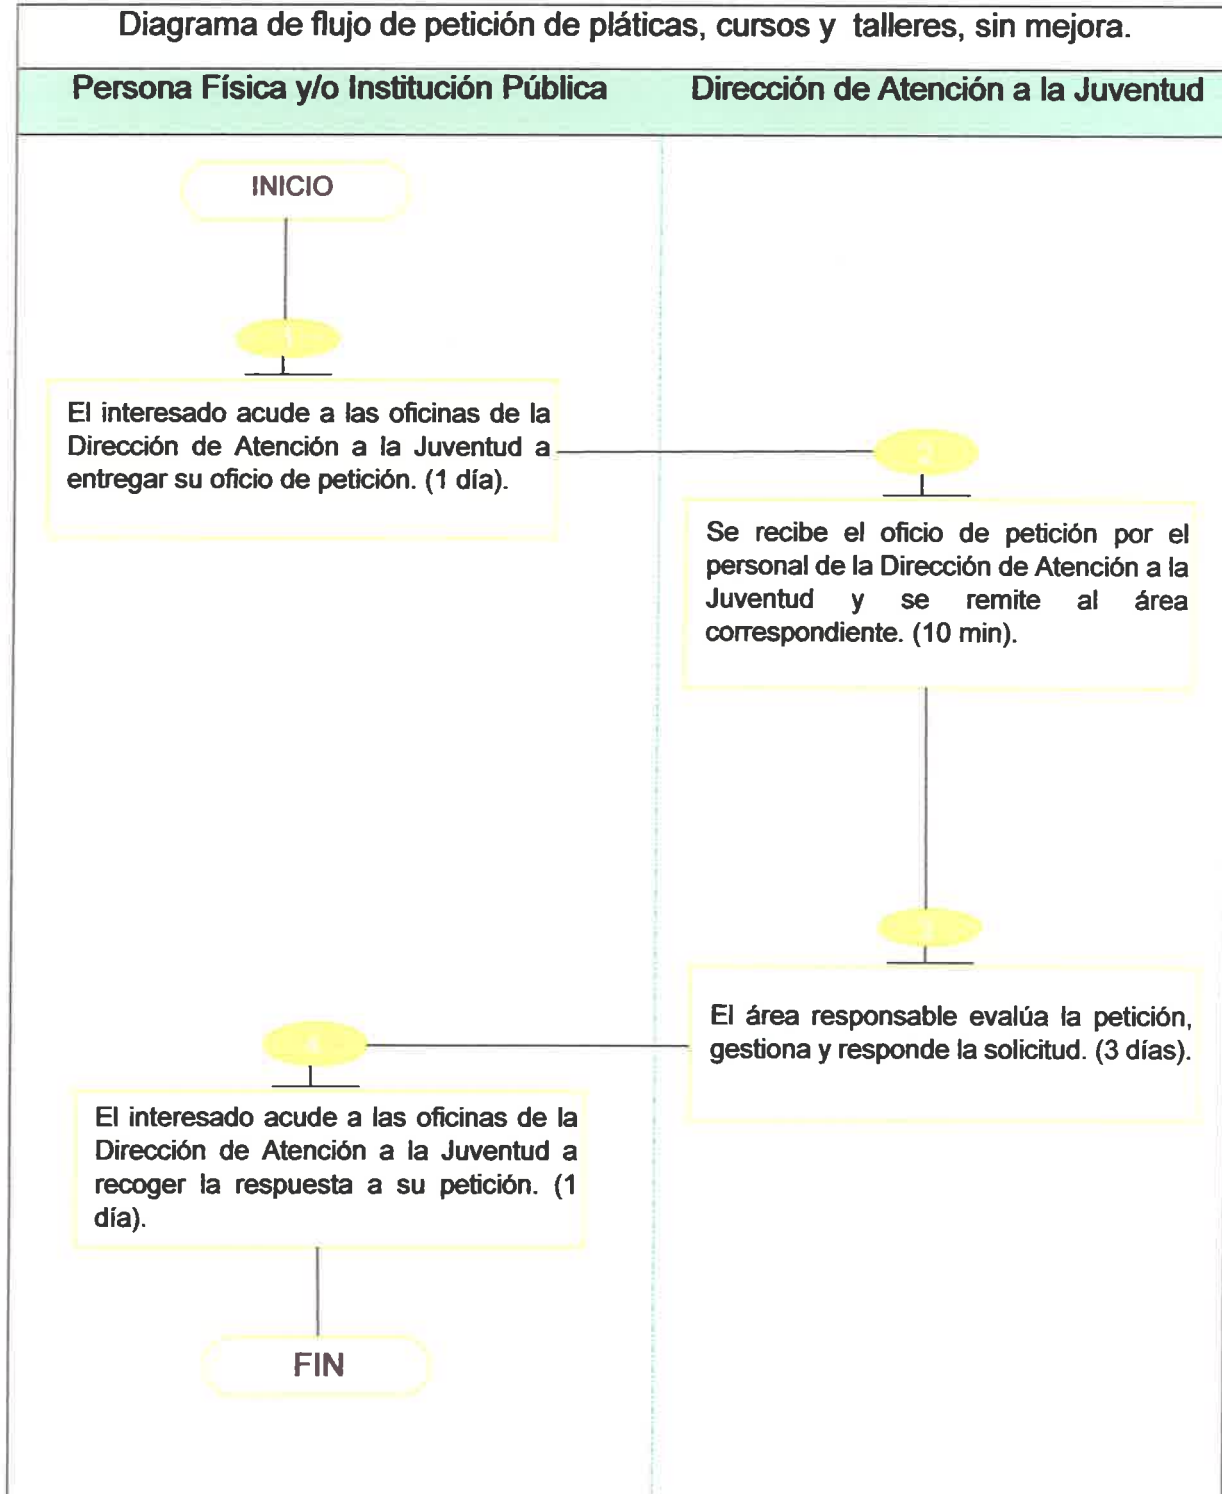 Diagrama de flujo de petición de pláticas, cursos y talleres, sin mejora.
Persona Física y/o Institución Pública
Dirección de Atención a la Juventud
INICIO
1
El interesado acude a las oficinas de la
Dirección de Atención a la Juventud a
entregar su oficio de petición. (1 día).
2
Se recibe el oficio de petición por el
personal de la Dirección de Atención a la
Juventud y se remite al área
correspondiente. (10 min).
3
El área responsable evalúa la petición,
gestiona y responde la solicitud. (3 días).
4
El interesado acude a las oficinas de la
Dirección de Atención a la Juventud a
recoger la respuesta a su petición. (1
día).
FIN